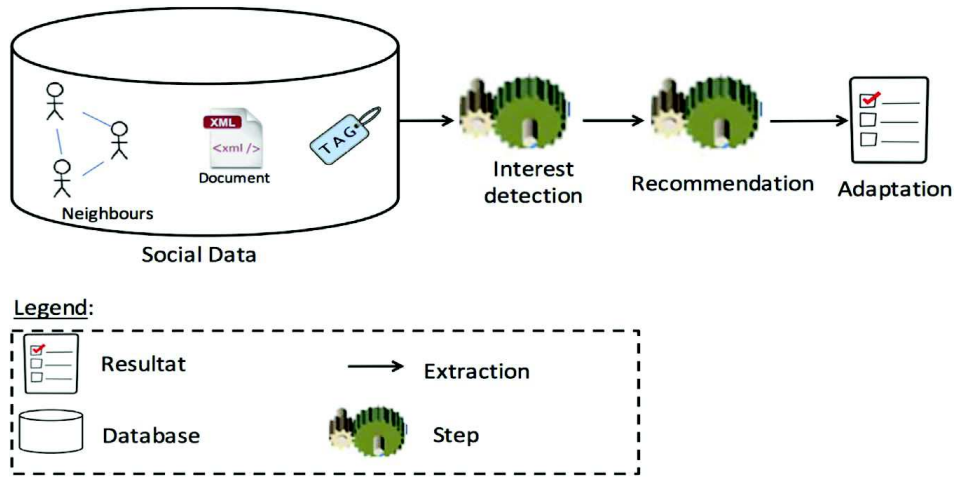 XML
<xml />
Document
TAG
Neighbours
Social Data
Interest
detection
Recommendation
Adaptation
Legend:
Resultat
Extraction
Database
Step